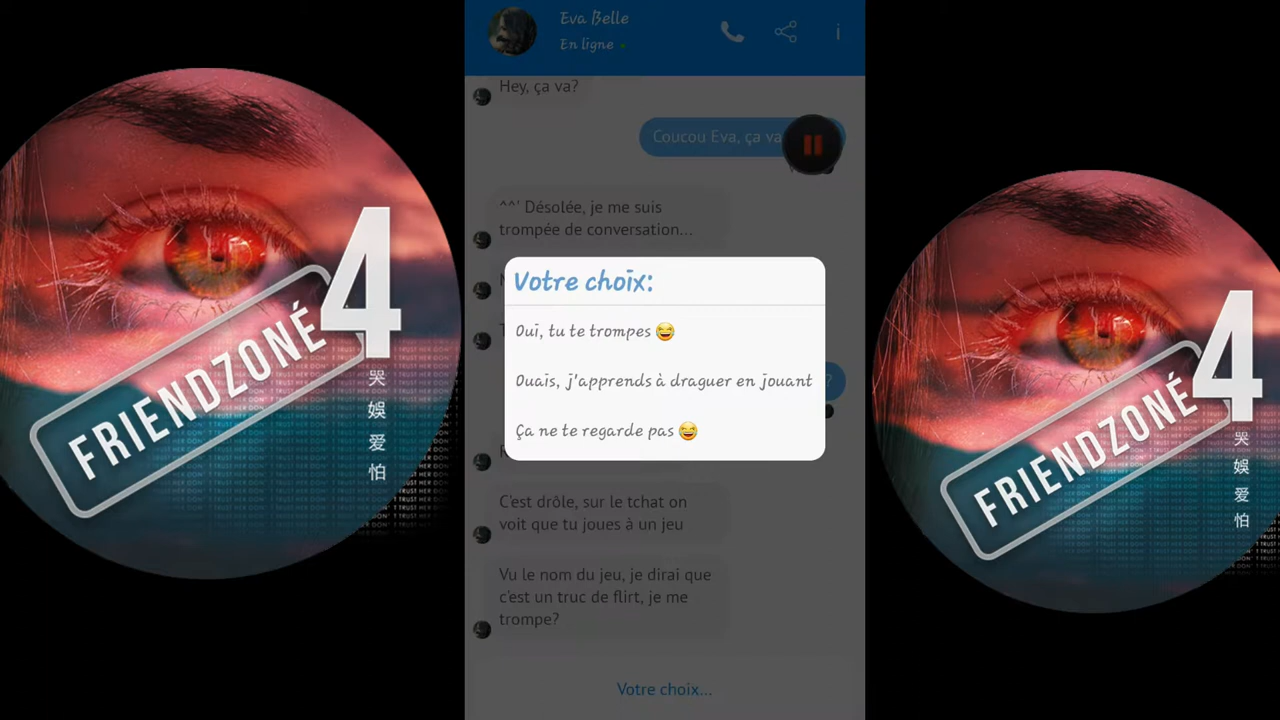 Eva Belle
En ligne
Hey, ça va?
Coucou Eva, ça va
^^' Désolée, je me suis
trompée de conversation...
Votre choix:
Oui, tu te trompes 😂
Ouais, j'apprends à draguer en jouant
Ça ne te regarde pas 😂
C'est drôle, sur le tchat on
voit que tu joues à un jeu
Vu le nom du jeu, je dirai que
c'est un truc de flirt, je me
trompe?
Votre choix...
FRIENDZONÉ
4
哭
娛
爱
怕
FRIENDZONÉ
4
哭
娛
爱
怕